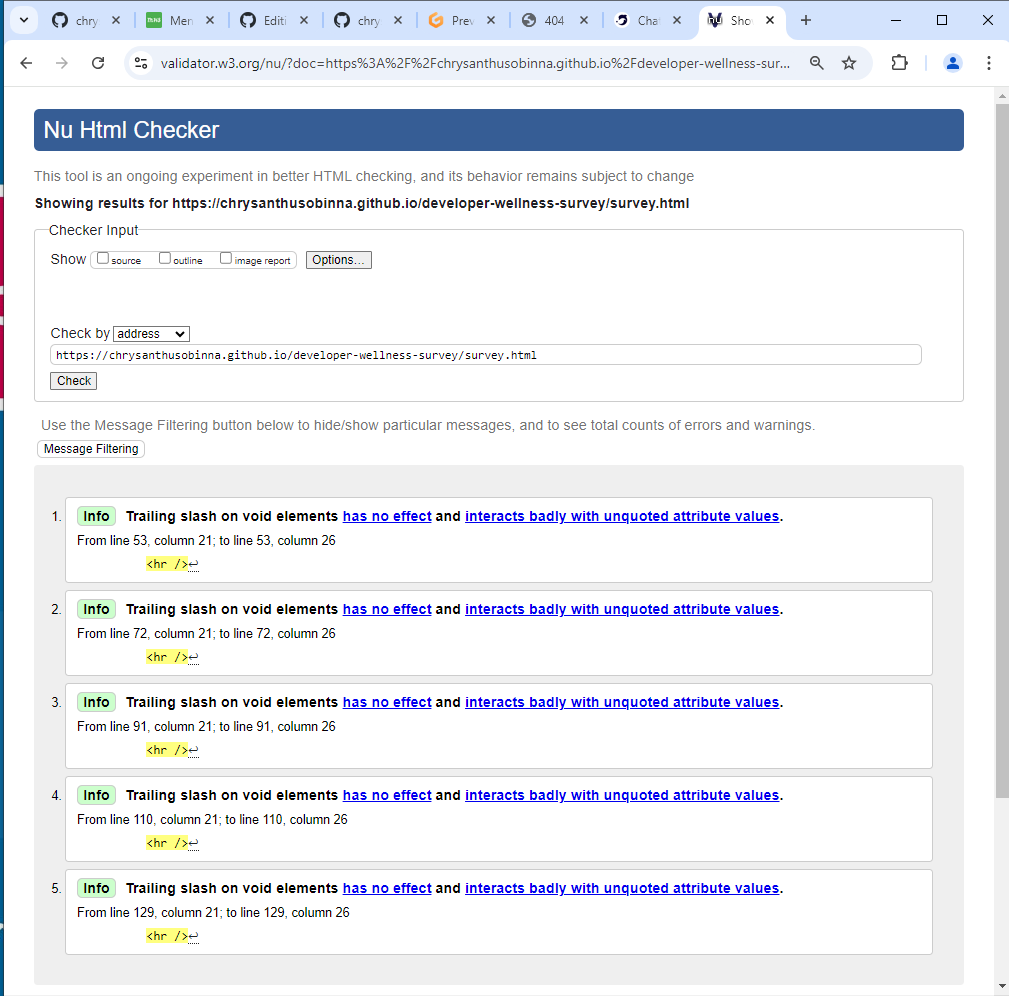 chry
Mer
Editi
chry
Prev
404
Chat
Sho
validator.w3.org/nu/?doc=https%3A%2F%2Fchrysanthusobinna.github.io%2Fdeveloper-wellness-sur...
Nu Html Checker
This tool is an ongoing experiment in better HTML checking, and its behavior remains subject to change
Showing results for https://chrysanthusobinna.github.io/developer-wellness-survey/survey.html
Checker Input
Show source outline image report Options...
Check by address
https://chrysanthusobinna.github.io/developer-wellness-survey/survey.html
Check
Use the Message Filtering button below to hide/show particular messages, and to see total counts of errors and warnings.
Message Filtering
1. Info Trailing slash on void elements has no effect and interacts badly with unquoted attribute values.
From line 53, column 21; to line 53, column 26
<hr />↩
2. Info Trailing slash on void elements has no effect and interacts badly with unquoted attribute values.
From line 72, column 21; to line 72, column 26
<hr />↩
3. Info Trailing slash on void elements has no effect and interacts badly with unquoted attribute values.
From line 91, column 21; to line 91, column 26
<hr />↩
4. Info Trailing slash on void elements has no effect and interacts badly with unquoted attribute values.
From line 110, column 21; to line 110, column 26
<hr />↩
5. Info Trailing slash on void elements has no effect and interacts badly with unquoted attribute values.
From line 129, column 21; to line 129, column 26
<hr />↩